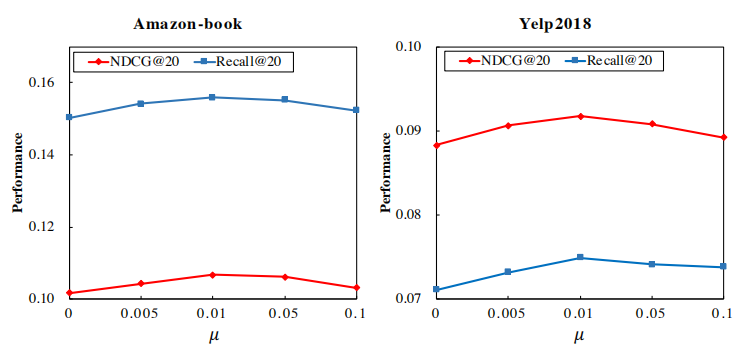 Amazon-book
NDCG@20 Recall@20
Performance
0.16
0.14
0.12
0.10
0 0.005 0.01 0.05 0.1
μ
Yelp2018
NDCG@20 Recall@20
Performance
0.10
0.09
0.08
0.07
0 0.005 0.01 0.05 0.1
μ